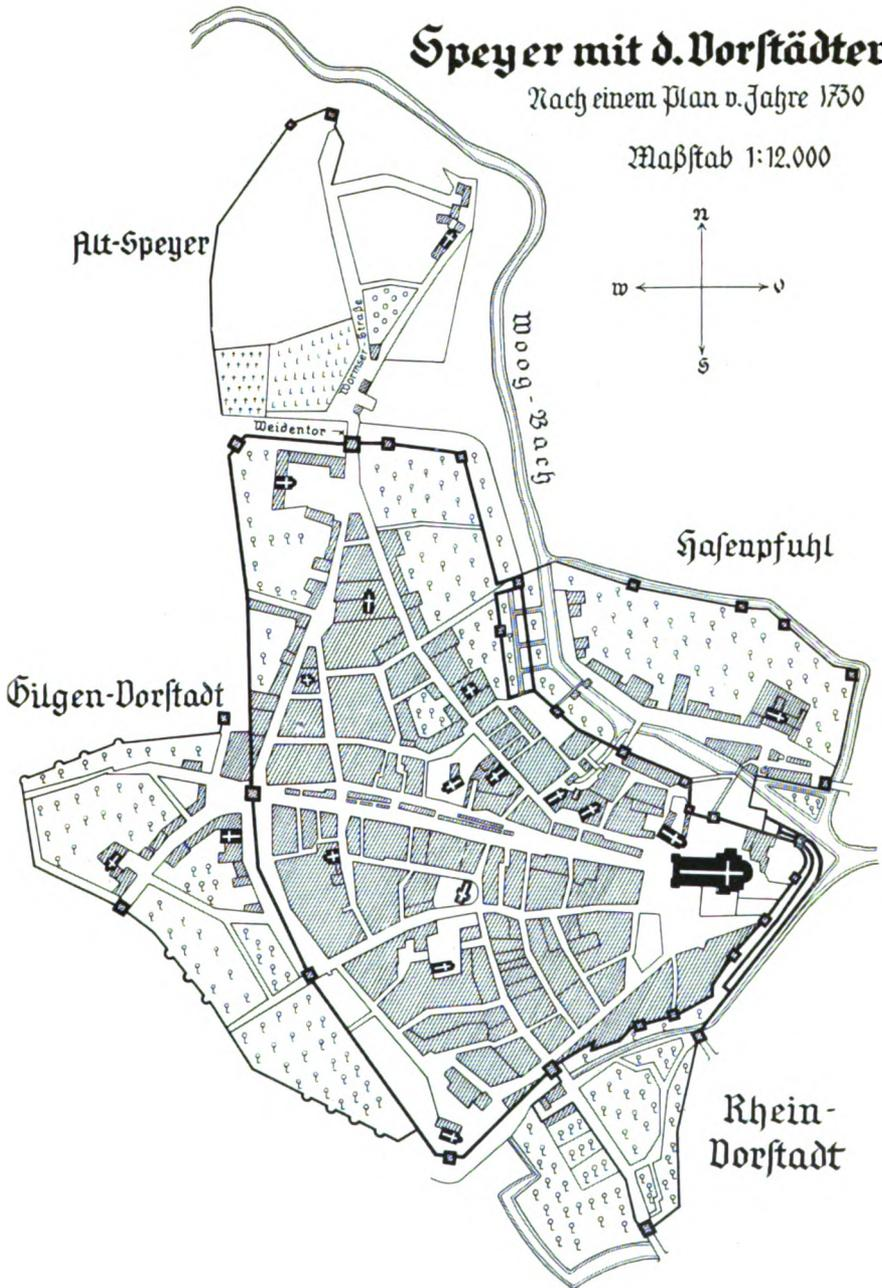 Speyer mit d. Vorstädten
Nach einem Plan v. Jahre 1730
Maßstab 1:12.000
n
w o
s
Alt-Speyer
Wormser-Straße
Moog-Bach
Weidentor
Hasenpfuhl
Gilgen-Vorstadt
Rhein-
Vorstadt